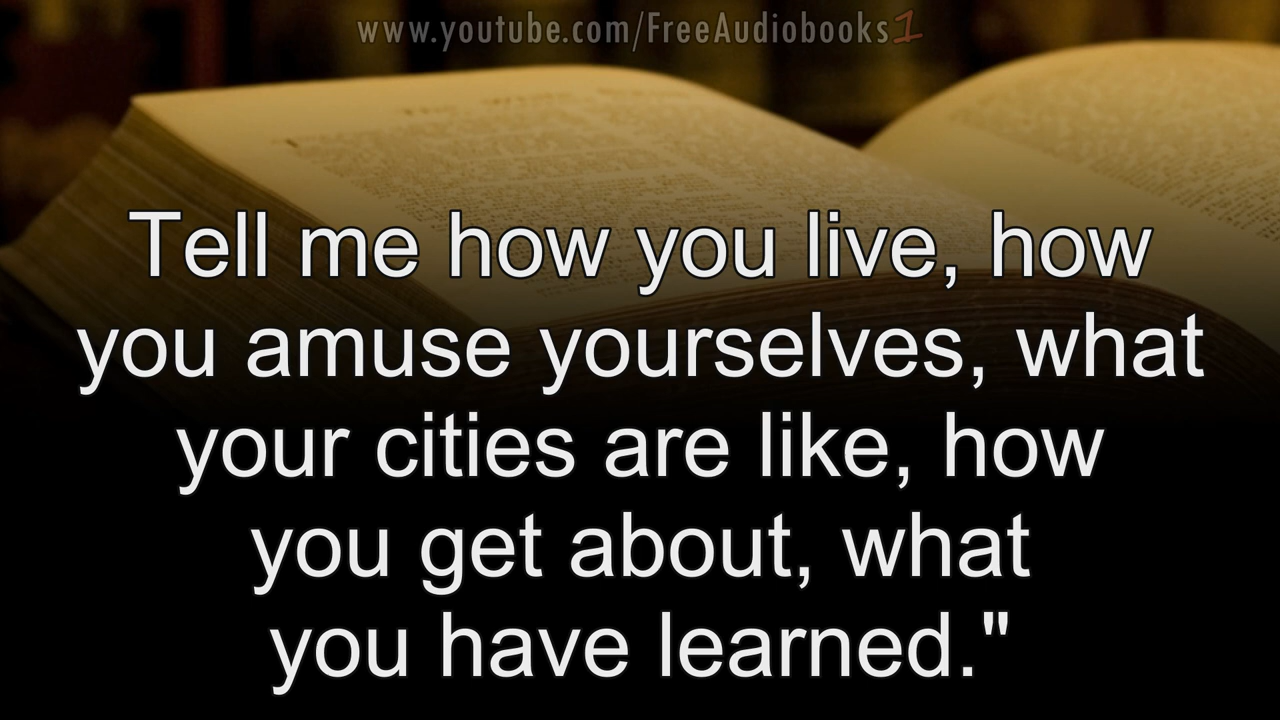 www.youtube.com/FreeAudiobooks1
Tell me how you live, how
you amuse yourselves, what
your cities are like, how
you get about, what
you have learned."